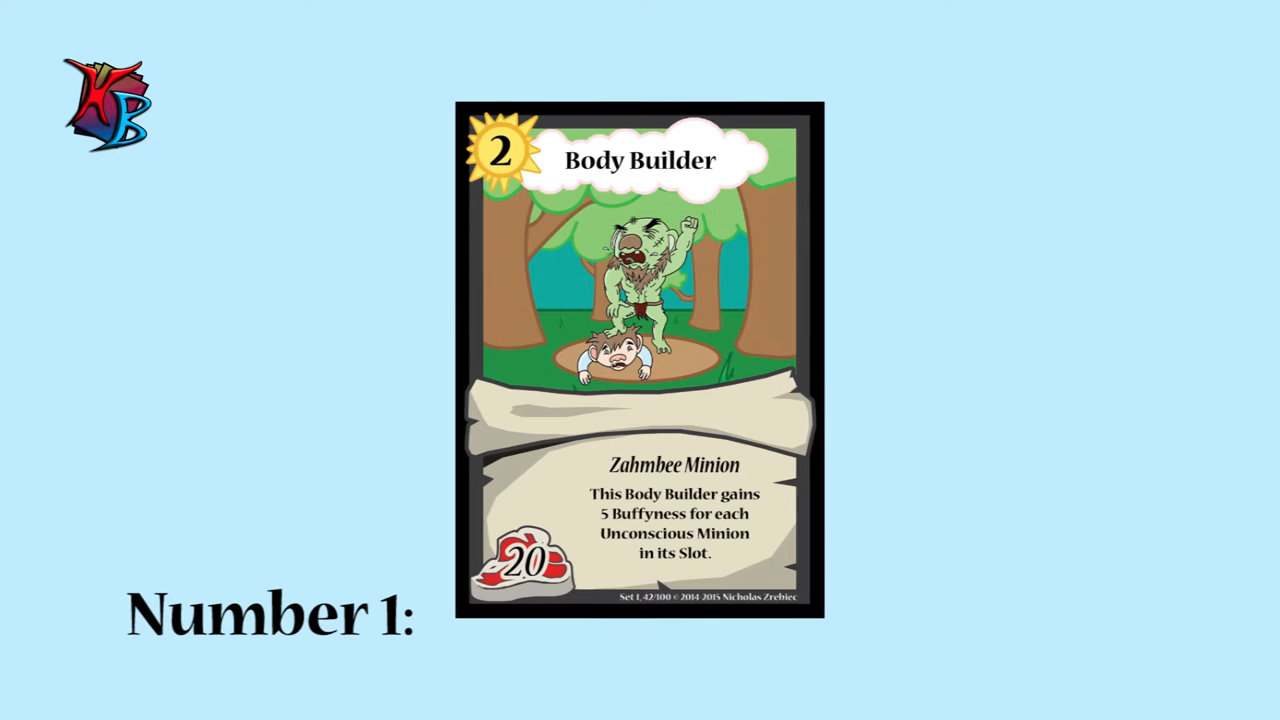 KB
2
Body Builder
Zahmbee Minion
This Body Builder gains
5 Buffyness for each
Unconscious Minion
in its Slot.
20
Set 1, 42/100 © 2014-2015 Nicholas Zrebiec
Number 1: